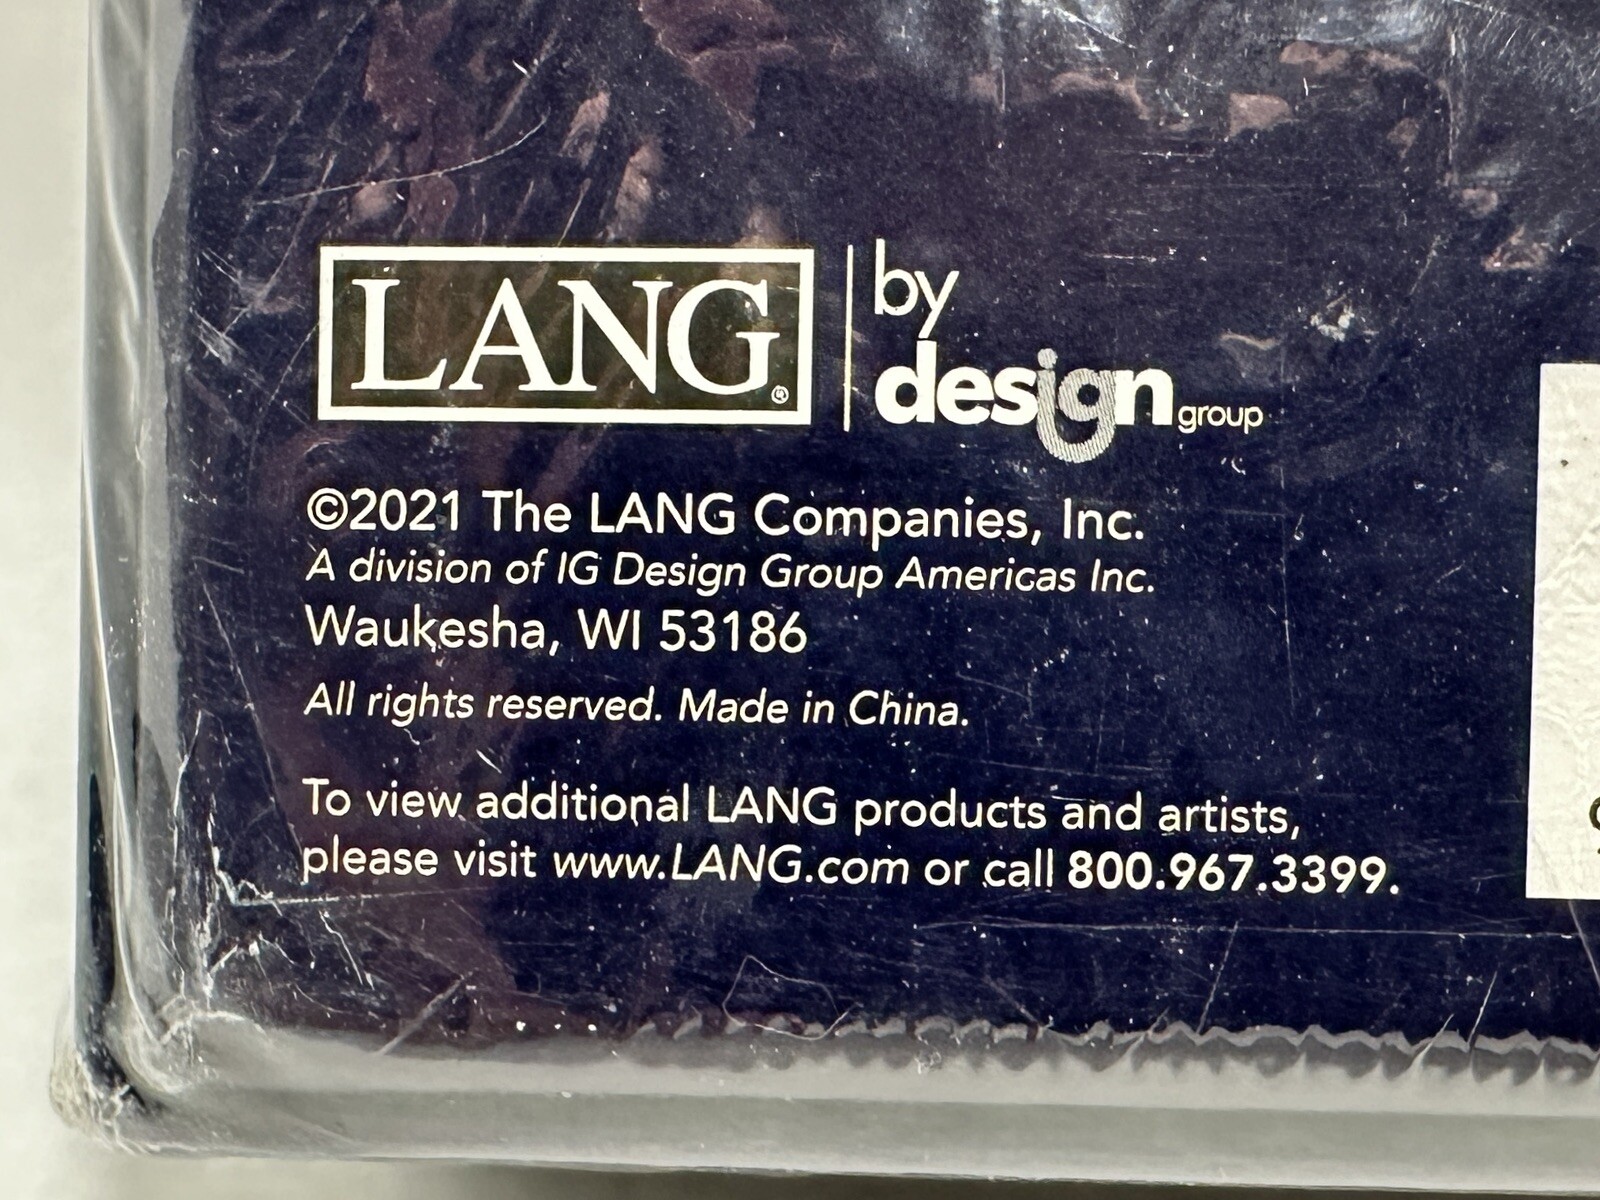 LANG®
by
design group
©2021 The LANG Companies, Inc.
A division of IG Design Group Americas Inc.
Waukesha, WI 53186
All rights reserved. Made in China.
To view additional LANG products and artists,
please visit www.LANG.com or call 800.967.3399.